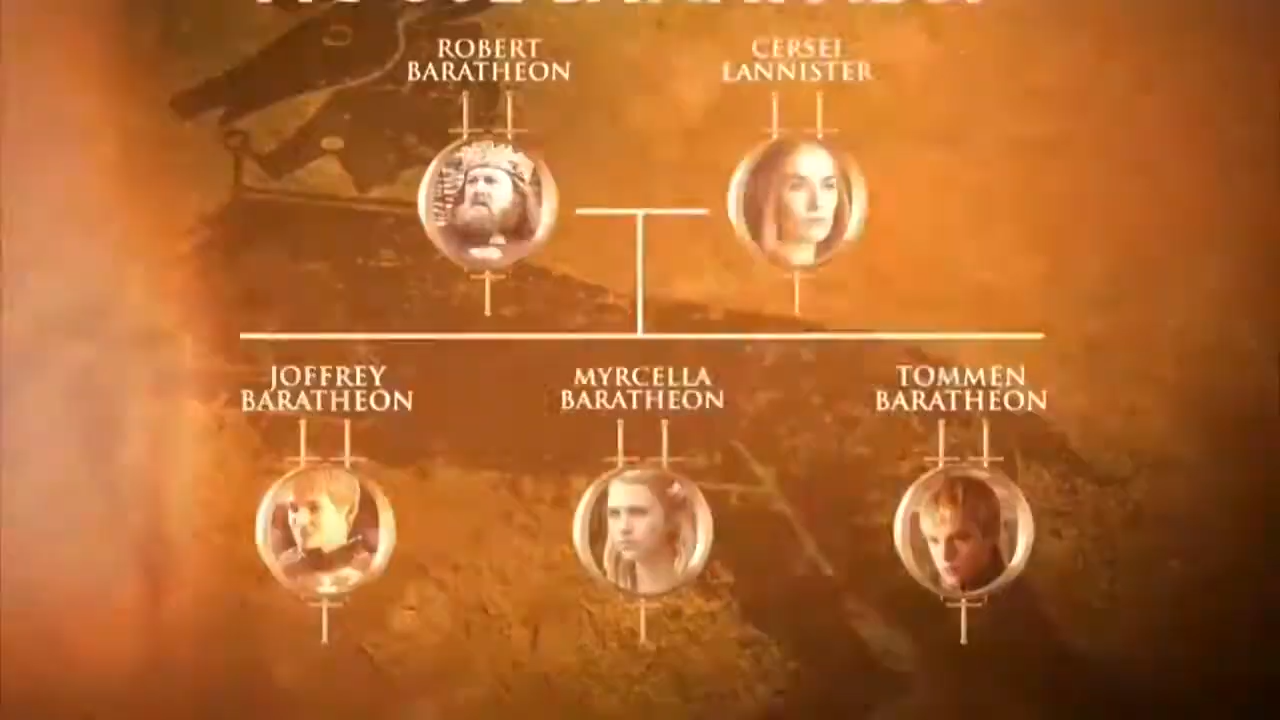 ROBERT
BARATHEON
CERSEI
LANNISTER
JOFFREY
BARATHEON
MYRCELLA
BARATHEON
TOMMEN
BARATHEON